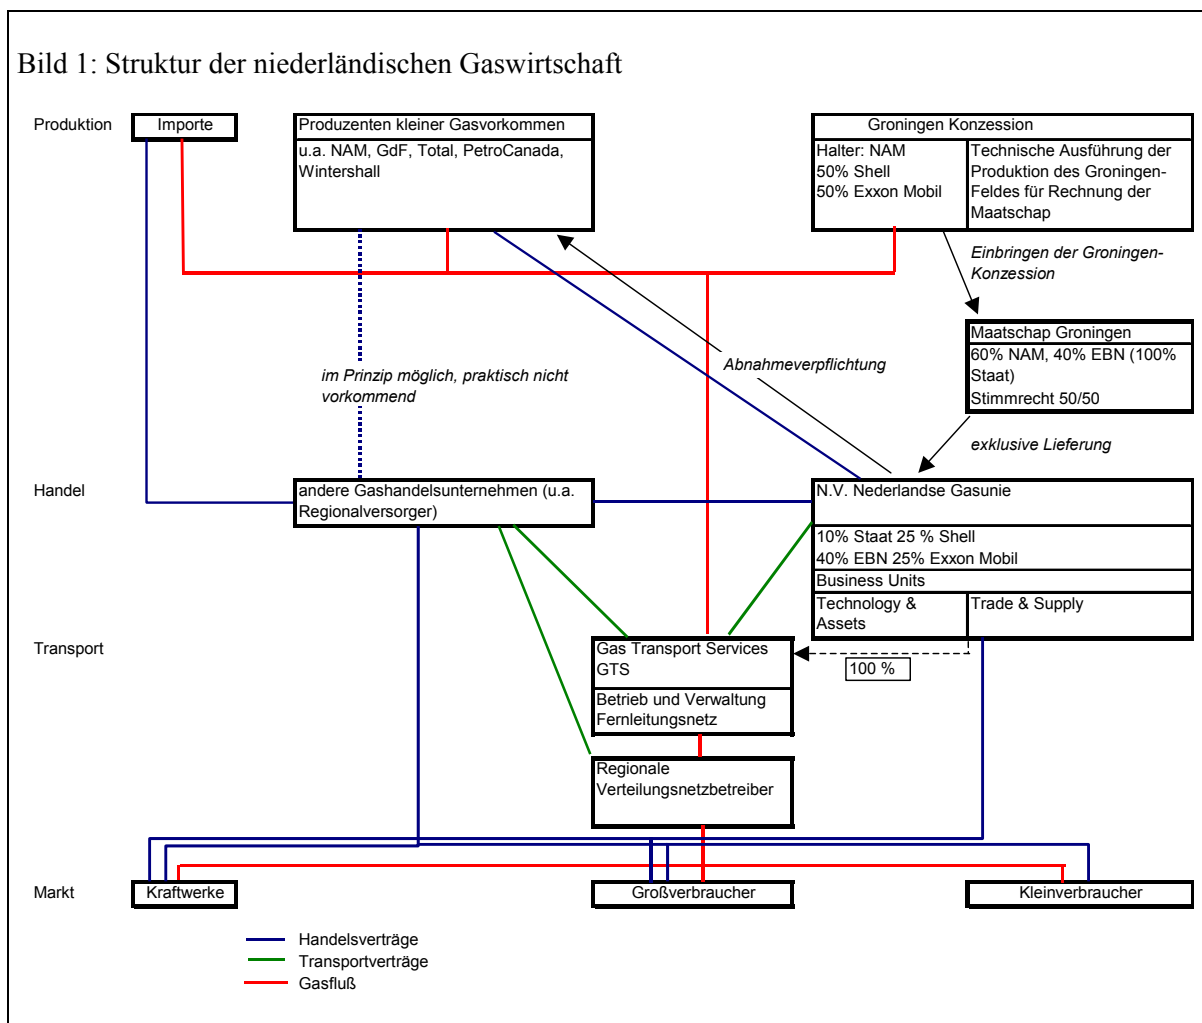 Bild 1: Struktur der niederländischen Gaswirtschaft
Produktion
Importe
Produzenten kleiner Gasvorkommen
u.a. NAM, GdF, Total, PetroCanada,
Wintershall
Groningen Konzession
Halter: NAM
50% Shell
50% Exxon Mobil
Technische Ausführung der
Produktion des Groningen-
Feldes für Rechnung der
Maatschap
Einbringen der Groningen-
Konzession
Maatschap Groningen
60% NAM, 40% EBN (100%
Staat)
Stimmrecht 50/50
im Prinzip möglich, praktisch nicht
vorkommend
Abnahmeverpflichtung
exklusive Lieferung
Handel
andere Gashandelsunternehmen (u.a.
Regionalversorger)
N.V. Nederlandse Gasunie
10% Staat 25 % Shell
40% EBN 25% Exxon Mobil
Business Units
Technology &
Assets
Trade & Supply
Transport
Gas Transport Services
GTS
Betrieb und Verwaltung
Fernleitungsnetz
100 %
Regionale
Verteilungsnetzbetreiber
Markt
Kraftwerke
Großverbraucher
Kleinverbraucher
Handelsverträge
Transportverträge
Gasfluß